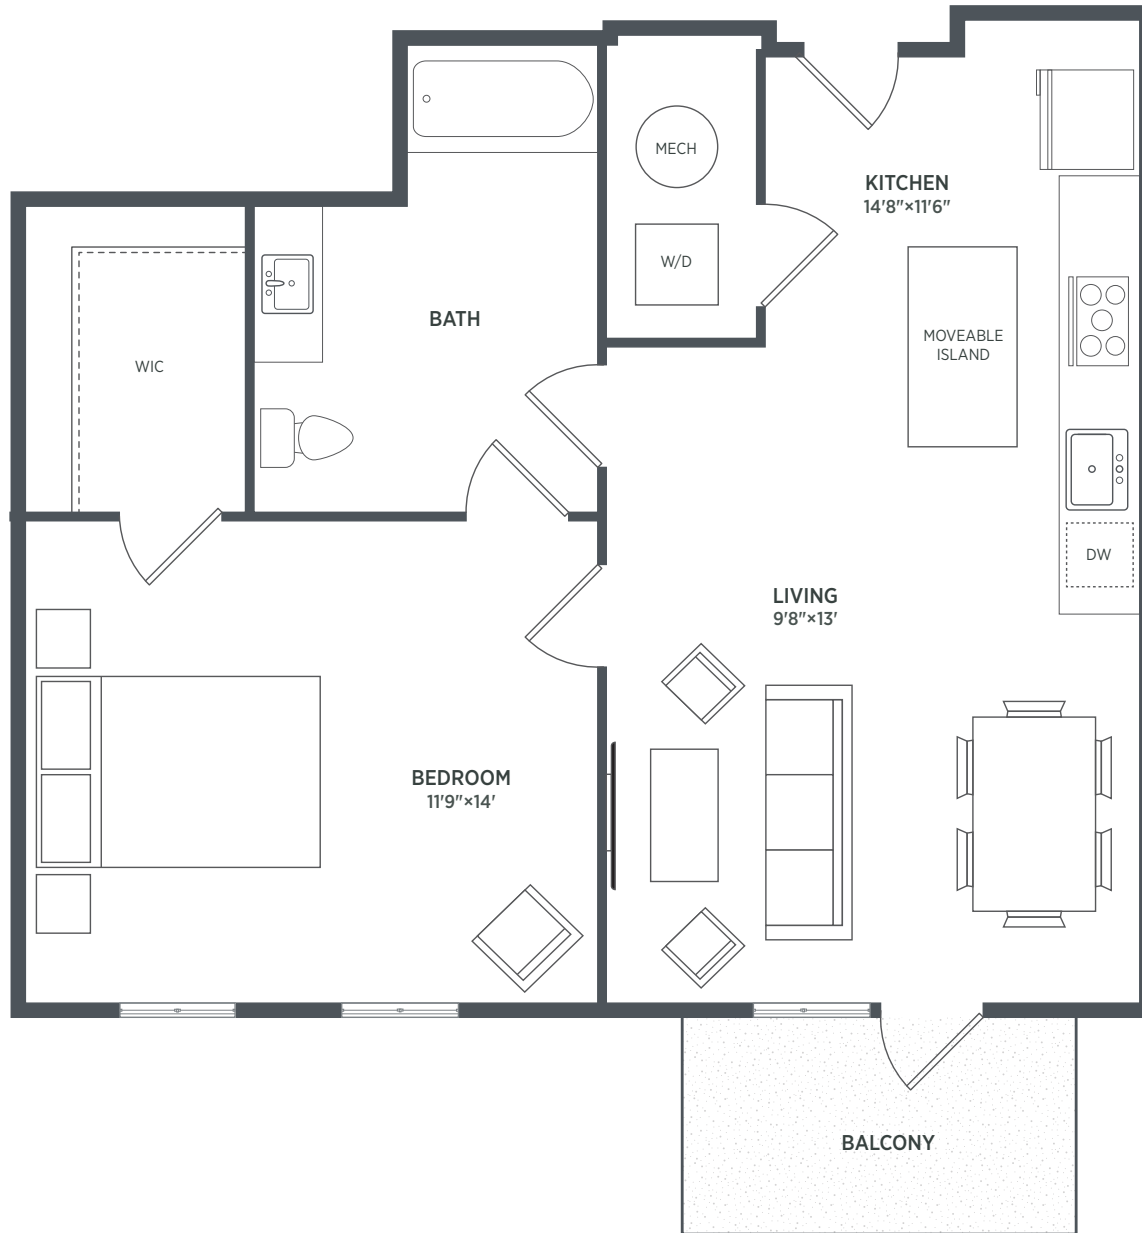 MECH
KITCHEN
14'8"×11'6"
W/D
BATH
MOVEABLE
ISLAND
WIC
DW
LIVING
9'8"×13'
BEDROOM
11'9"×14'
BALCONY